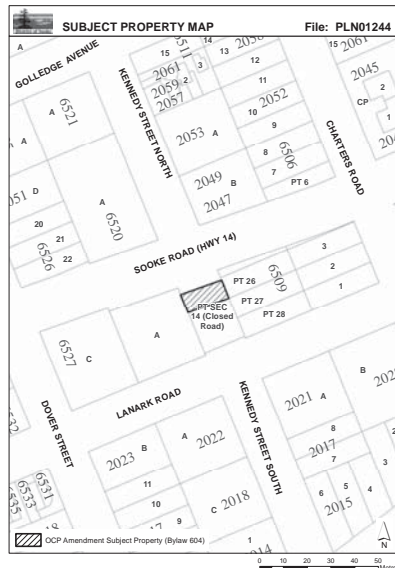 SUBJECT PROPERTY MAP
File: PLN01244
A
GOLLEDGE AVENUE
KENNEDY STREET NORTH
15
6511
14
3
2061
2
2059
2057
13
2050
12
11
2052
10
9
15
2061
2045
2
CP
1
A
6521
A
2053
A
8
6506
7
PT 6
CHARTERS ROAD
D
20
21
6526
22
A
6520
2049
B
2047
SOOKE ROAD (HWY 14)
3
2
1
PT 26
6509
PT 27
PT 28
PT SEC
14 (Closed
Road)
6527
C
A
LANARK ROAD
DOVER STREET
KENNEDY STREET SOUTH
2021
A
B
8
2017
7
6
5
4
3
2015
2023
B
A
2022
11
10
9
C
2018
1
6531
6533
6535
OCP Amendment Subject Property (Bylaw 604)
N
0 10 20 30 40 50